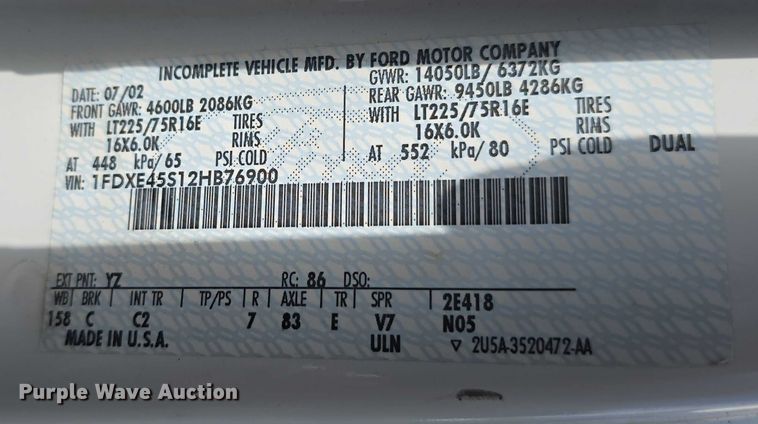 INCOMPLETE VEHICLE MFD. BY FORD MOTOR COMPANY
DATE: 07/02 GVWR: 14050LB/ 6372KG
FRONT GAWR: 4600LB 2086KG REAR GAWR: 9450LB 4286KG
WITH LT225/75R16E TIRES WITH LT225/75R16E TIRES
16X6.0K RIMS 16X6.0K RIMS
AT 448 kPa/65 PSI COLD AT 552 kPa/80 PSI COLD DUAL
VIN: 1FDXE45S12HB76900
EXT PNT: YZ RC: 86 DSO:
WB BRK INT TR TP/PS R AXLE TR SPR 2E418
158 C C2 7 83 E V7 N05
MADE IN U.S.A. ULN ▽ 2U5A-3520472-AA
Purple Wave Auction